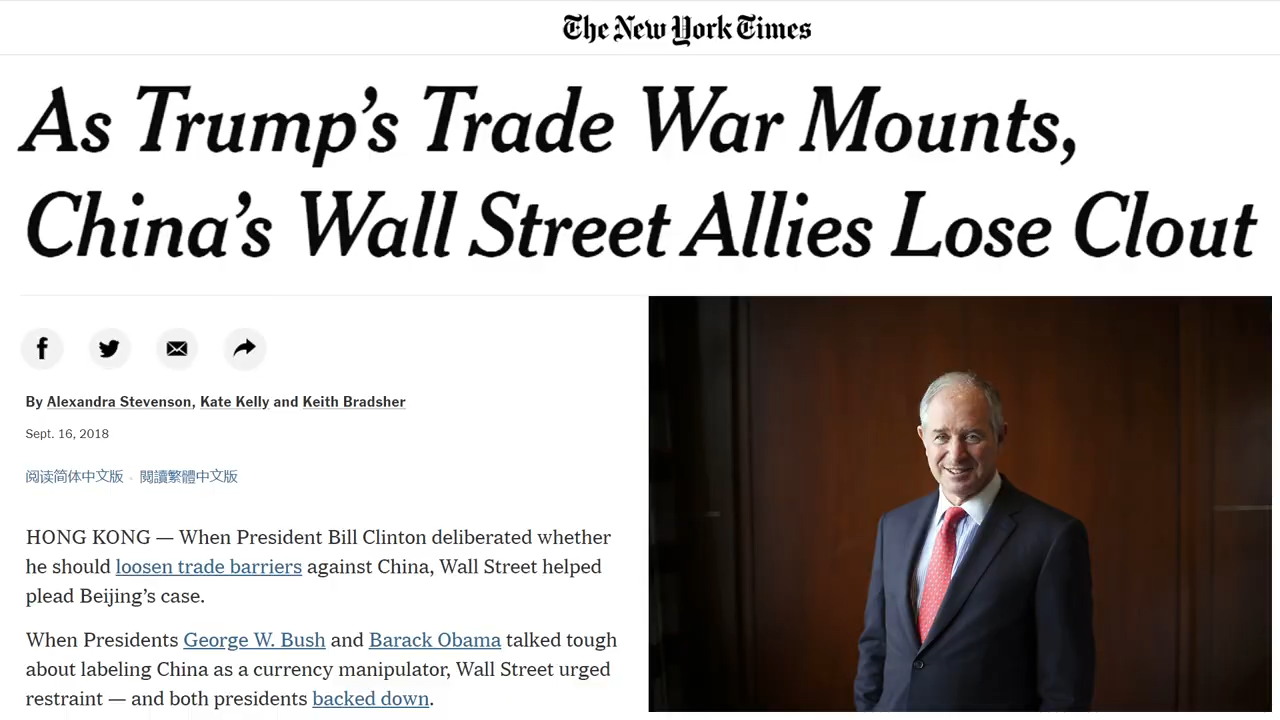 The New York Times
As Trump’s Trade War Mounts,
China’s Wall Street Allies Lose Clout
By Alexandra Stevenson, Kate Kelly and Keith Bradsher
Sept. 16, 2018
阅读简体中文版 · 閱讀繁體中文版
HONG KONG — When President Bill Clinton deliberated whether
he should loosen trade barriers against China, Wall Street helped
plead Beijing’s case.
When Presidents George W. Bush and Barack Obama talked tough
about labeling China as a currency manipulator, Wall Street urged
restraint — and both presidents backed down.